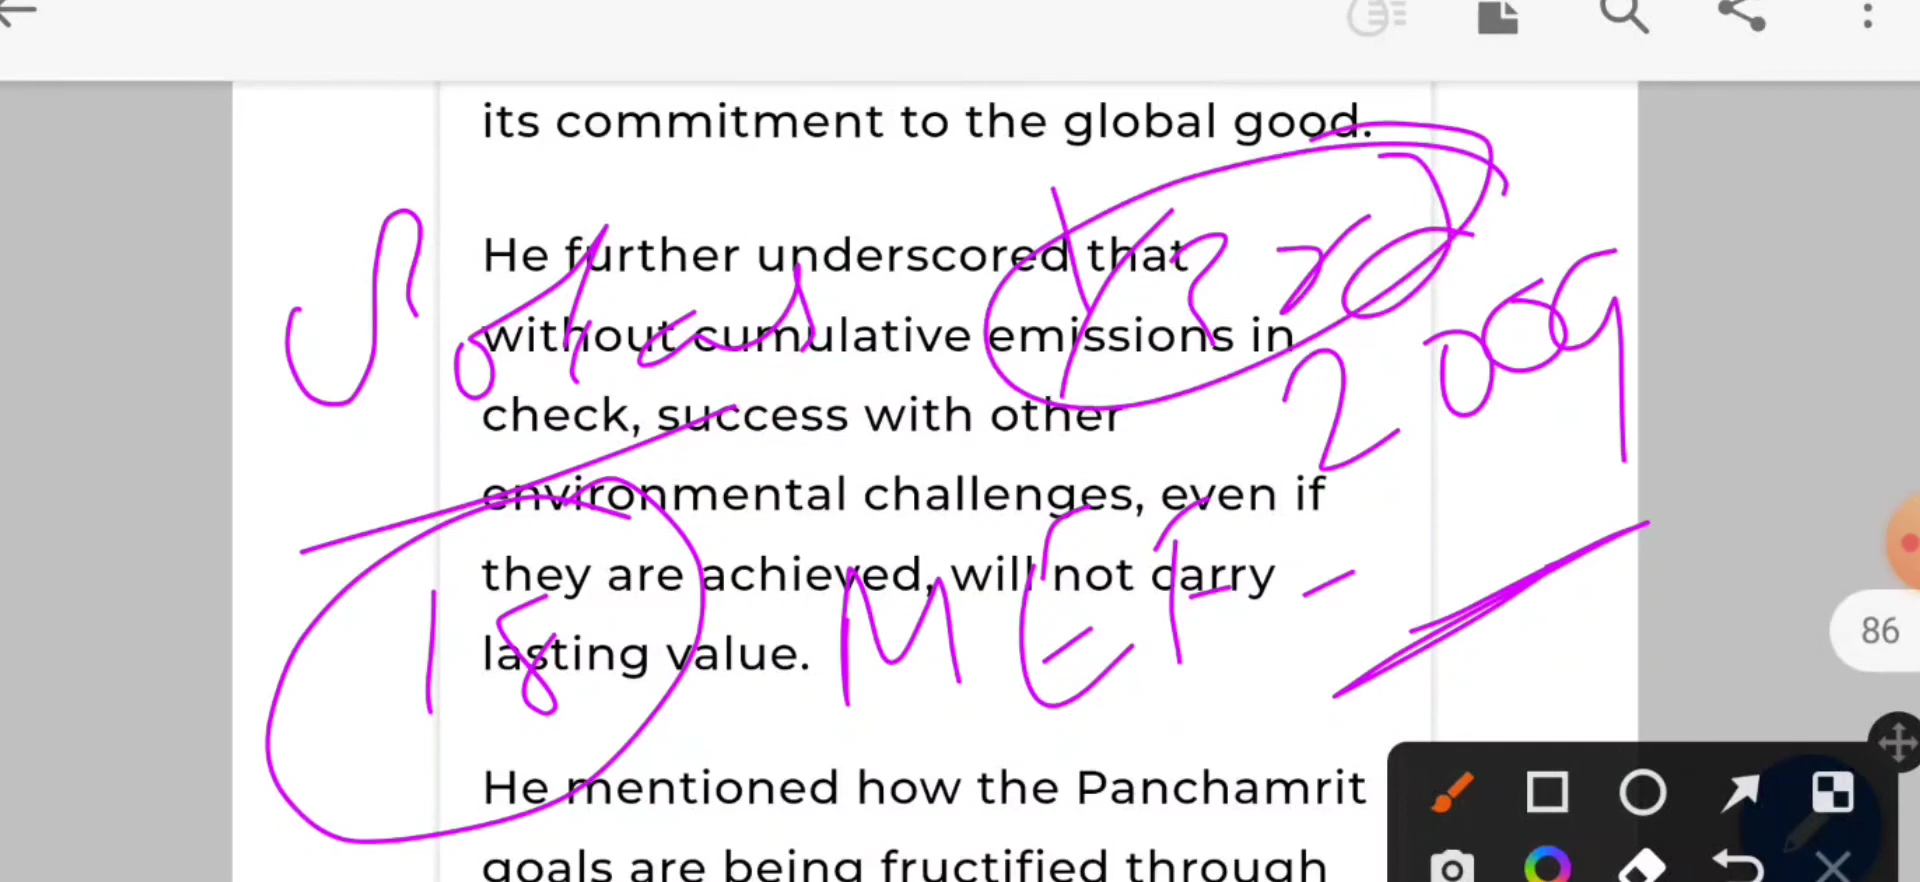 its commitment to the global good.
He further underscored that
without cumulative emissions in
check, success with other
environmental challenges, even if
they are achieved, will not carry
lasting value.
He mentioned how the Panchamrit
goals are being fructified through
2009
18 MEF
86